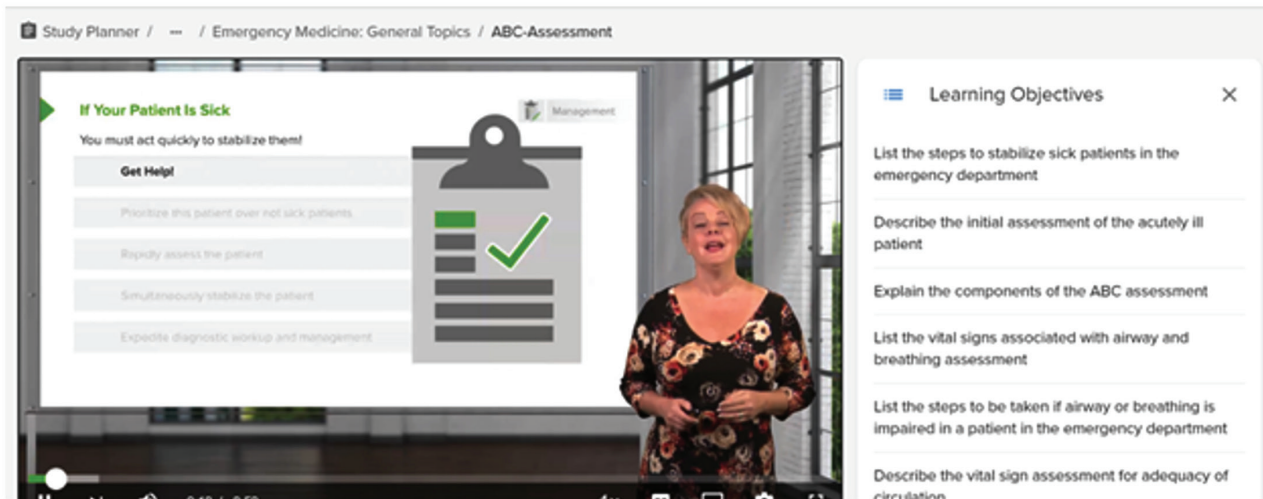 Study Planner / ... / Emergency Medicine: General Topics / ABC-Assessment
If Your Patient Is Sick
Management
You must act quickly to stabilize them!
Get Help!
Prioritize this patient over not sick patients
Rapidly assess the patient
Simultaneously stabilize the patient
Expedite diagnostic workup and management
Learning Objectives
List the steps to stabilize sick patients in the
emergency department
Describe the initial assessment of the acutely ill
patient
Explain the components of the ABC assessment
List the vital signs associated with airway and
breathing assessment
List the steps to be taken if airway or breathing is
impaired in a patient in the emergency department
Describe the vital sign assessment for adequacy of
circulation